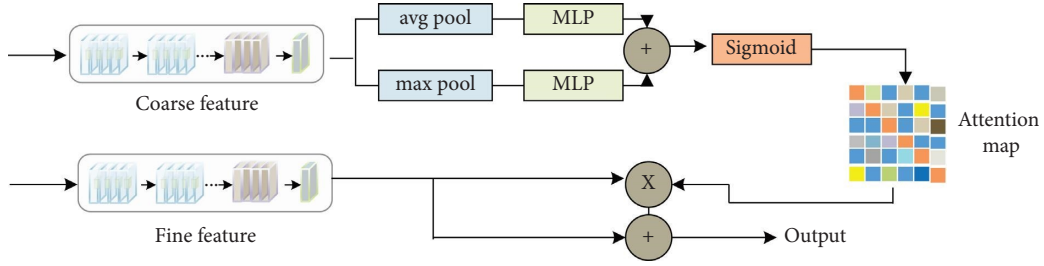 avg pool
MLP
max pool
MLP
+
Sigmoid
Coarse feature
Attention
map
X
Fine feature
+
Output